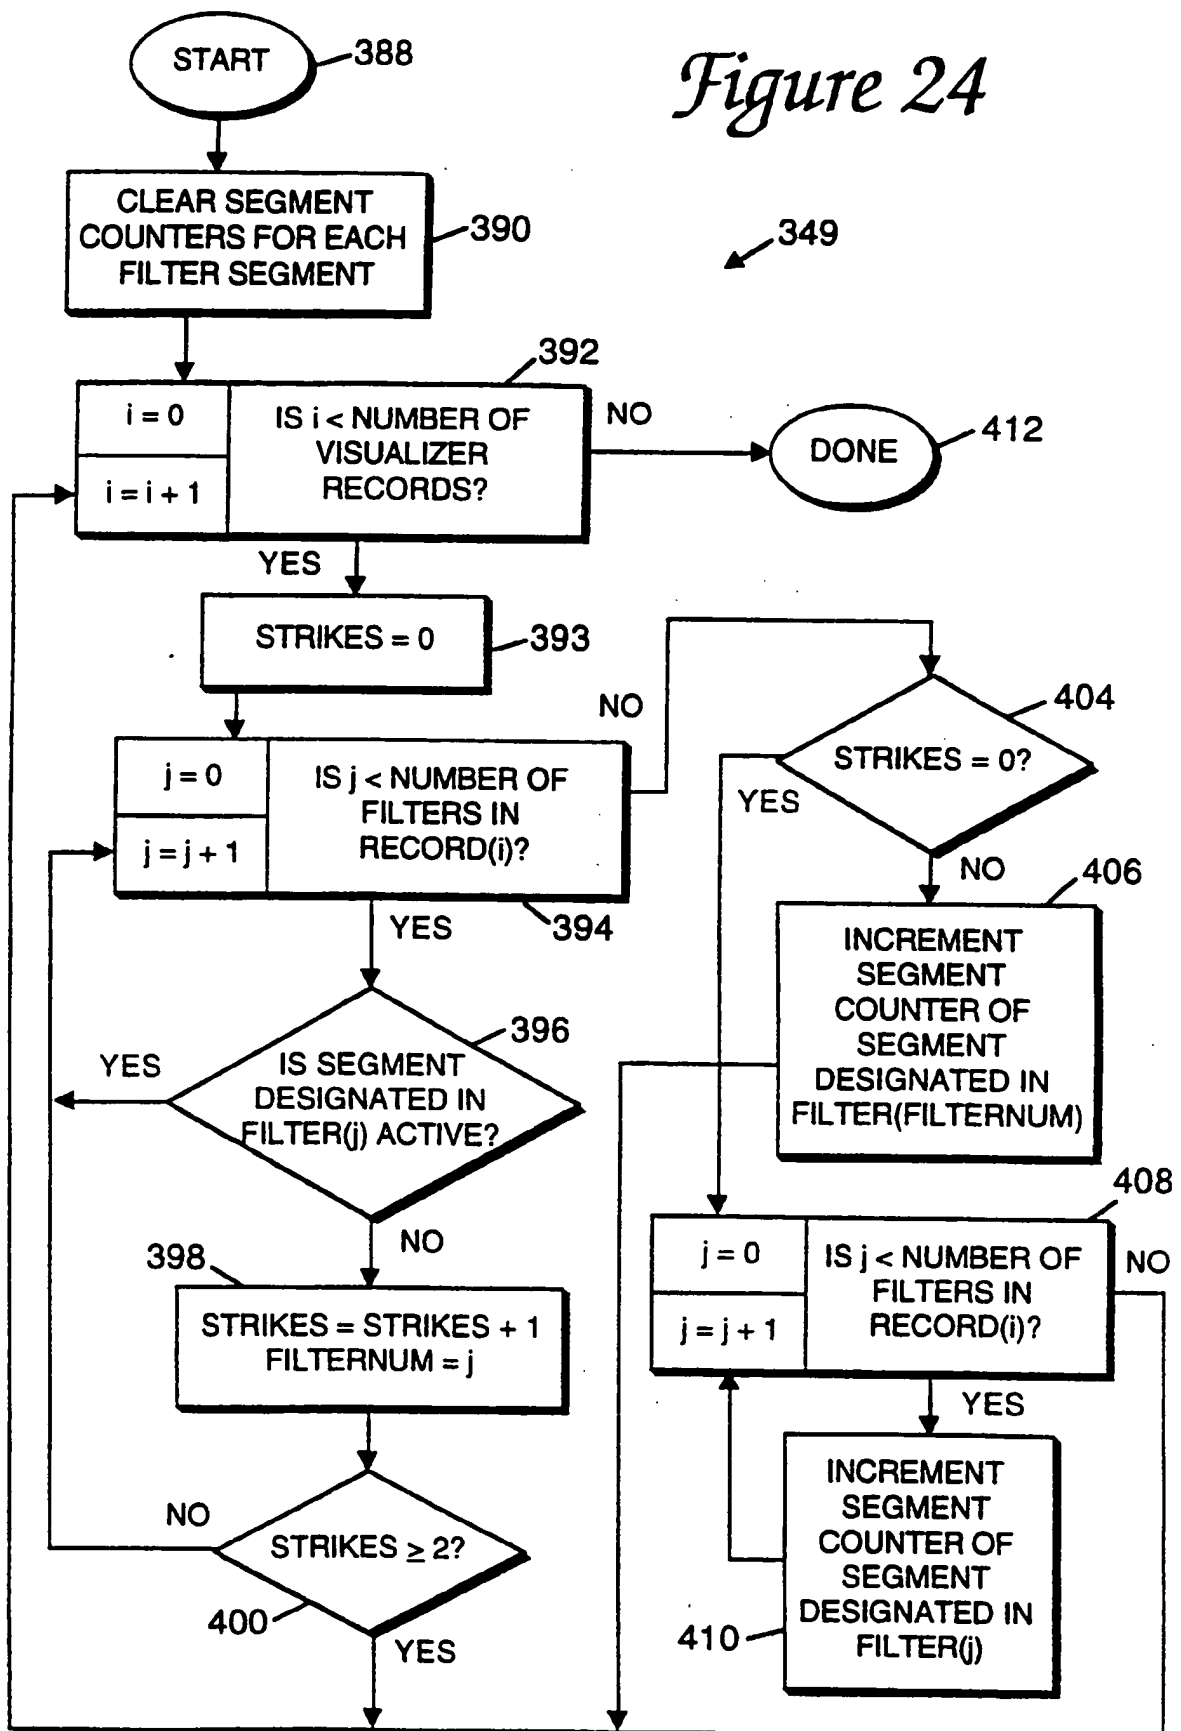 START
388
Figure 24
CLEAR SEGMENT
COUNTERS FOR EACH
FILTER SEGMENT
390
349
392
i = 0
i = i + 1
IS i < NUMBER OF
VISUALIZER
RECORDS?
NO
DONE
412
YES
STRIKES = 0
393
NO
j = 0
j = j + 1
IS j < NUMBER OF
FILTERS IN
RECORD(i)?
394
YES
404
STRIKES = 0?
YES
NO
406
INCREMENT
SEGMENT
COUNTER OF
SEGMENT
DESIGNATED IN
FILTER(FILTERNUM)
396
IS SEGMENT
DESIGNATED IN
FILTER(j) ACTIVE?
YES
NO
398
STRIKES = STRIKES + 1
FILTERNUM = j
408
j = 0
j = j + 1
IS j < NUMBER OF
FILTERS IN
RECORD(i)?
NO
YES
STRIKES ≥ 2?
NO
400
YES
INCREMENT
SEGMENT
COUNTER OF
SEGMENT
DESIGNATED IN
FILTER(j)
410